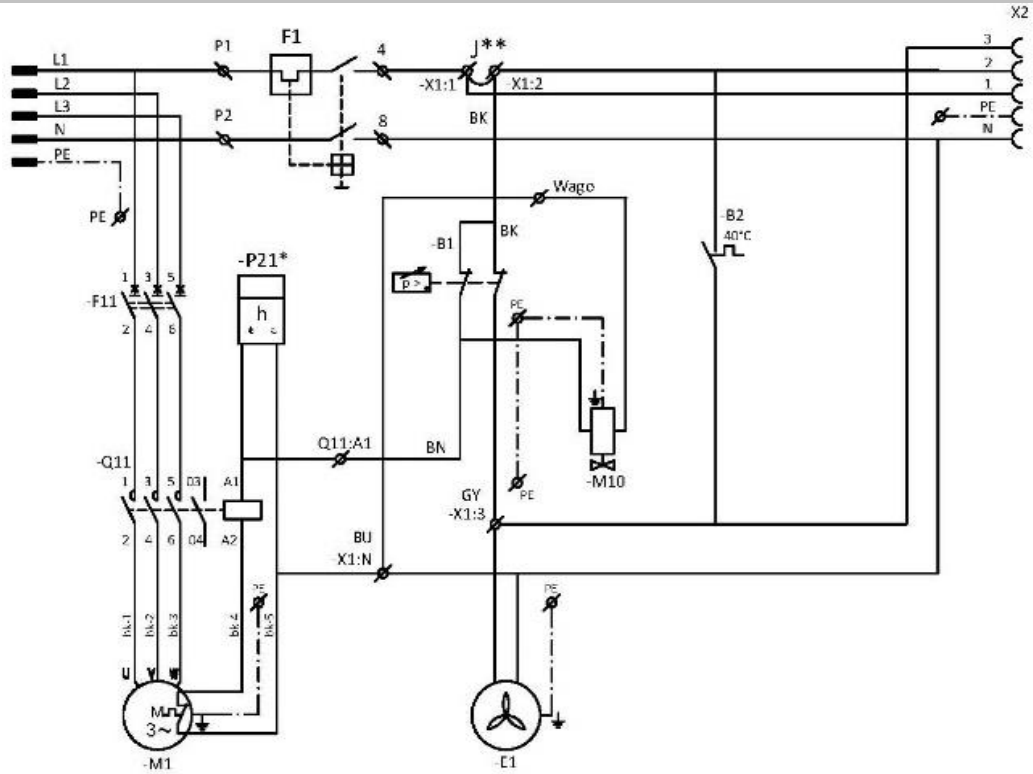 X2
F1
J**
L1
P1
4
3
2
L2
-X1:1
-X1:2
1
L3
BK
PE
N
P2
8
N
PE
Wago
PE
-B2
40°C
-B1
BK
-P21*
p >
1 3 5
-F11
h
PE
2 4 6
Q11:A1
BN
-Q11
-M10
1 3 5 03 A1
PE
GY
-X1:3
2 4 6 04 A2
BU
X1:N
PE
PE
bk-1
bk-2
bk-3
bk-4
bk-5
U V W
M
3~
-M1
-E1